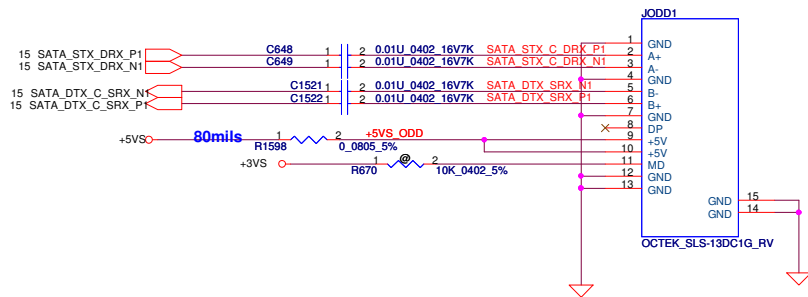 JODD1
15 SATA_STX_DRX_P1 C648 1 2 0.01U_0402_16V7K SATA_STX_C_DRX_P1
15 SATA_STX_DRX_N1 C649 1 2 0.01U_0402_16V7K SATA_STX_C_DRX_N1
15 SATA_DTX_C_SRX_N1 C1521 1 2 0.01U_0402_16V7K SATA_DTX_SRX_N1
15 SATA_DTX_C_SRX_P1 C1522 1 2 0.01U_0402_16V7K SATA_DTX_SRX_P1
+5VS 80mils R1598 1 2 0_0805_5% +5VS_ODD
+3VS R670 1 @ 2 10K_0402_5%
1 GND
2 A+
3 A-
4 GND
5 B-
6 B+
7 GND
8 DP
9 +5V
10 +5V
11 MD
12 GND
13 GND
GND 15
GND 14
OCTEK_SLS-13DC1G_RV